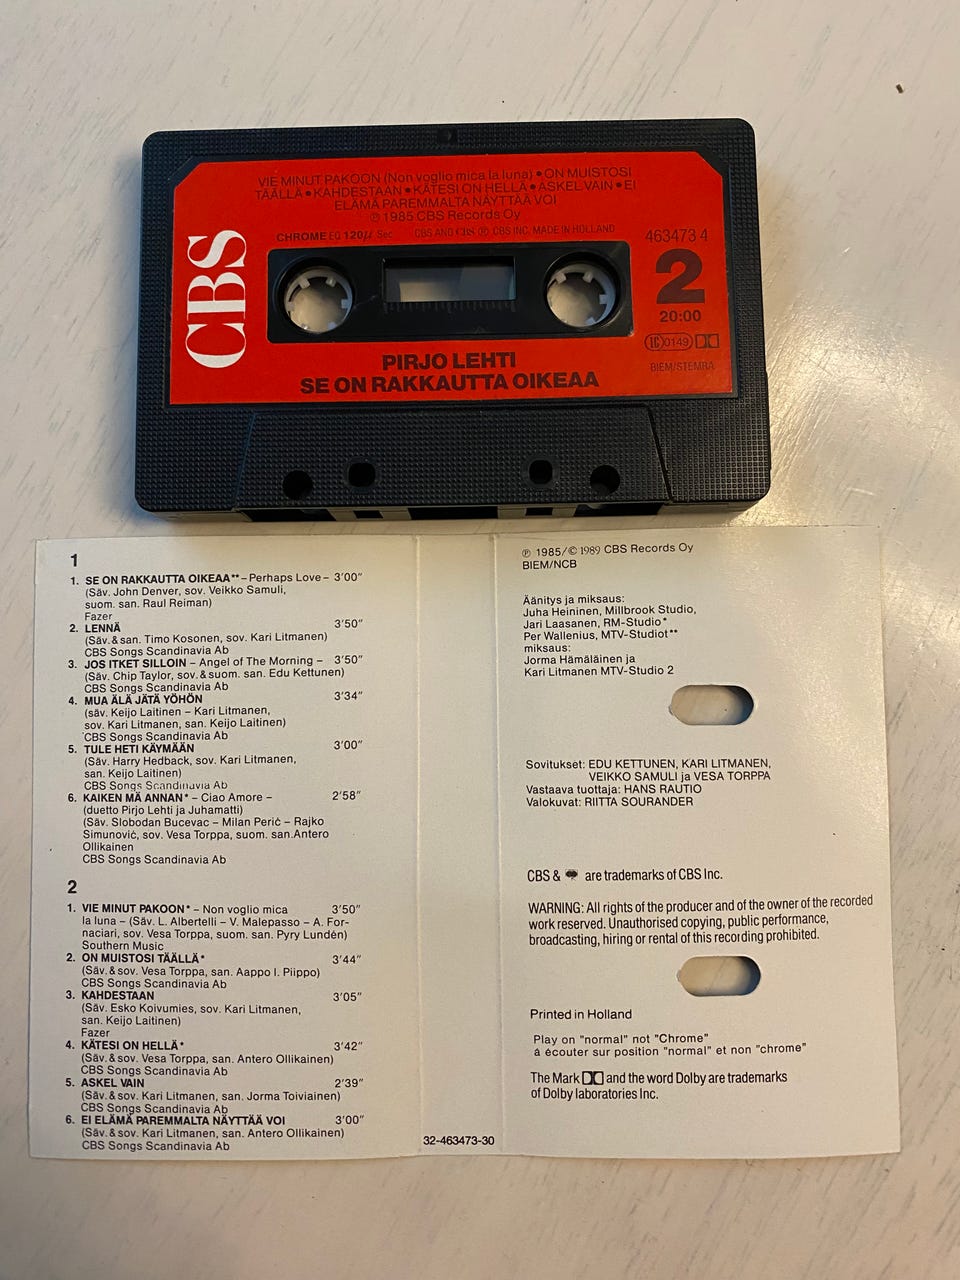 VIE MINUT PAKOON (Non voglio mica la luna) • ON MUISTOSI
TÄÄLLÄ • KAHDESTAAN • KÄTESI ON HELLÄ • ASKEL VAIN • EI
ELÄMÄ PAREMMALTA NÄYTTÄÄ VOI
℗ 1985 CBS Records Oy
CHROME EQ 120µ Sec CBS AND CBS ® CBS INC. MADE IN HOLLAND
463473 4
CBS
2
20:00
0149
BIEM/STEMRA
PIRJO LEHTI
SE ON RAKKAUTTA OIKEAA
1
1. SE ON RAKKAUTTA OIKEAA** – Perhaps Love – 3'00"
(Säv. John Denver, sov. Veikko Samuli,
suom. san. Raul Reiman)
Fazer
2. LENNÄ 3'50"
(Säv. & san. Timo Kosonen, sov. Kari Litmanen)
CBS Songs Scandinavia Ab
3. JOS ITKET SILLOIN – Angel of The Morning – 3'50"
(Säv. Chip Taylor, sov. & suom. san. Edu Kettunen)
CBS Songs Scandinavia Ab
4. MUA ÄLÄ JÄTÄ YÖHÖN 3'34"
(säv. Keijo Laitinen – Kari Litmanen,
sov. Kari Litmanen, san. Keijo Laitinen)
CBS Songs Scandinavia Ab
5. TULE HETI KÄYMÄÄN 3'00"
(Säv. Harry Hedback, sov. Kari Litmanen,
san. Keijo Laitinen)
CBS Songs Scandinavia Ab
6. KAIKEN MÄ ANNAN* – Ciao Amore – 2'58"
(duetto Pirjo Lehti ja Juhamatti)
(Säv. Slobodan Bucevac – Milan Perić – Rajko
Simunović, sov. Vesa Torppa, suom. san. Antero
Ollikainen
CBS Songs Scandinavia Ab
2
1. VIE MINUT PAKOON* – Non voglio mica 3'50"
la luna – (Säv. L. Albertelli – V. Malepasso – A. For-
naciari, sov. Vesa Torppa, suom. san. Pyry Lundén)
Southern Music
2. ON MUISTOSI TÄÄLLÄ* 3'44"
(Säv. & sov. Vesa Torppa, san. Aappo I. Piippo)
CBS Songs Scandinavia Ab
3. KAHDESTAAN 3'05"
(Säv. Esko Koivumies, sov. Kari Litmanen,
san. Keijo Laitinen)
Fazer
4. KÄTESI ON HELLÄ* 3'42"
(Säv. & sov. Vesa Torppa, san. Antero Ollikainen)
CBS Songs Scandinavia Ab
5. ASKEL VAIN 2'39"
(Säv. & sov. Kari Litmanen, san. Jorma Toiviainen)
CBS Songs Scandinavia Ab
6. EI ELÄMÄ PAREMMALTA NÄYTTÄÄ VOI 3'00"
(Säv. & sov. Kari Litmanen, san. Antero Ollikainen)
CBS Songs Scandinavia Ab
32-463473-30
℗ 1985/© 1989 CBS Records Oy
BIEM/NCB
Äänitys ja miksaus:
Juha Heininen, Millbrook Studio,
Jari Laasanen, RM-Studio*
Per Wallenius, MTV-Studiot**
miksaus:
Jorma Hämäläinen ja
Kari Litmanen MTV-Studio 2
Sovitukset: EDU KETTUNEN, KARI LITMANEN,
VEIKKO SAMULI ja VESA TORPPA
Vastaava tuottaja: HANS RAUTIO
Valokuvat: RIITTA SOURANDER
CBS & are trademarks of CBS Inc.
WARNING: All rights of the producer and of the owner of the recorded
work reserved. Unauthorised copying, public performance,
broadcasting, hiring or rental of this recording prohibited.
Printed in Holland
Play on "normal" not "Chrome"
à écouter sur position "normal" et non "chrome"
The Mark and the word Dolby are trademarks
of Dolby laboratories Inc.